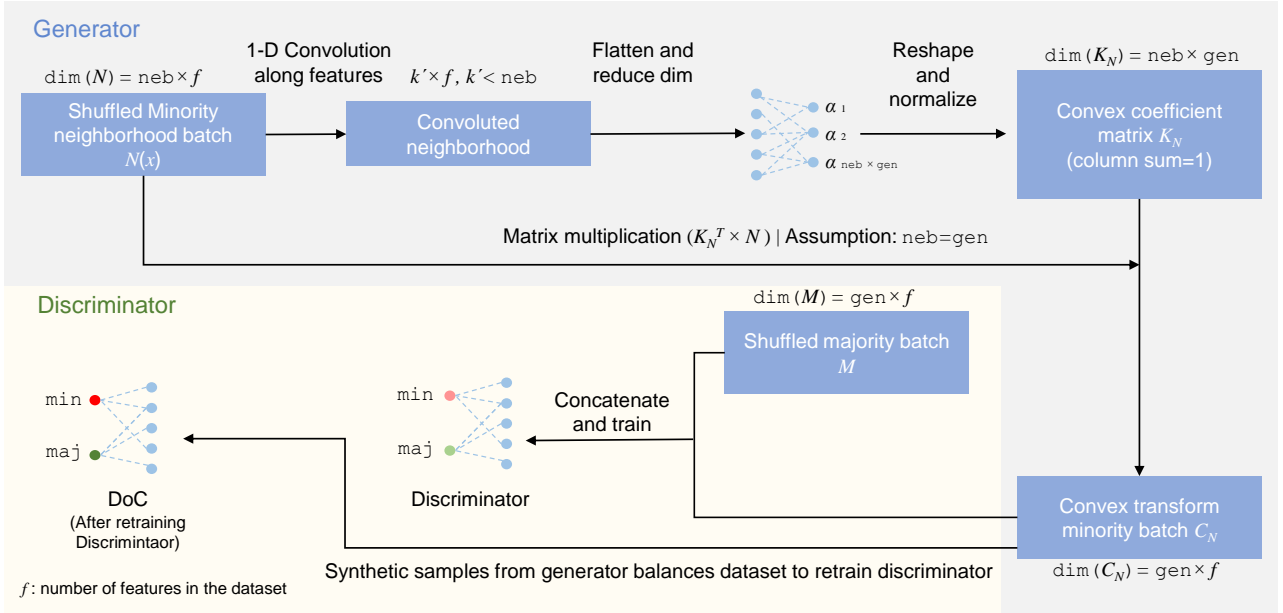 Generator
dim(N) = neb × f
Shuffled Minority
neighborhood batch
N(x)
1-D Convolution
along features
k′ × f, k′ < neb
Convoluted
neighborhood
Flatten and
reduce dim
α 1
α 2
α neb × gen
Reshape
and
normalize
dim(K_N) = neb × gen
Convex coefficient
matrix K_N
(column sum=1)
Matrix multiplication (K_N^T × N) | Assumption: neb=gen
Discriminator
dim(M) = gen × f
Shuffled majority batch
M
min
maj
DoC
(After retraining
Discrimintaor)
min
maj
Discriminator
Concatenate
and train
Convex transform
minority batch C_N
dim(C_N) = gen × f
Synthetic samples from generator balances dataset to retrain discriminator
f : number of features in the dataset